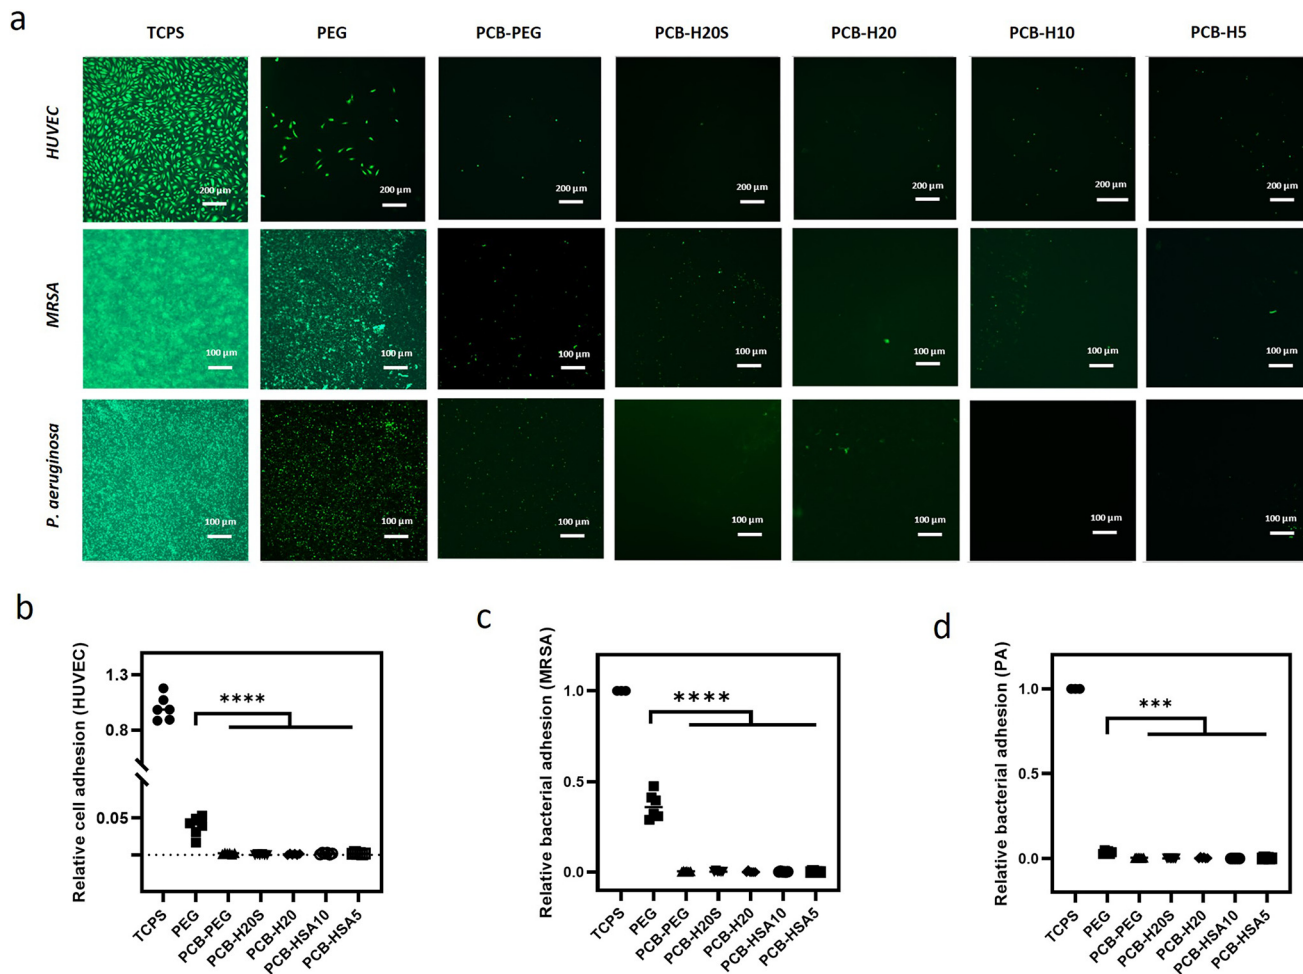 a
TCPS PEG PCB-PEG PCB-H20S PCB-H20 PCB-H10 PCB-H5
HUVEC
200 μm 200 μm 200 μm 200 μm 200 μm 200 μm 200 μm
MRSA
100 μm 100 μm 100 μm 100 μm 100 μm 100 μm 100 μm
P. aeruginosa
100 μm 100 μm 100 μm 100 μm 100 μm 100 μm 100 μm
b
Relative cell adhesion (HUVEC)
1.3
0.8
0.05
****
TCPS
PEG
PCB-PEG
PCB-H20S
PCB-H20
PCB-HSA10
PCB-HSA5
c
Relative bacterial adhesion (MRSA)
1.0
0.5
0.0
****
TCPS
PEG
PCB-PEG
PCB-H20S
PCB-H20
PCB-HSA10
PCB-HSA5
d
Relative bacterial adhesion (PA)
1.0
0.5
0.0
***
TCPS
PEG
PCB-PEG
PCB-H20S
PCB-H20
PCB-HSA10
PCB-HSA5